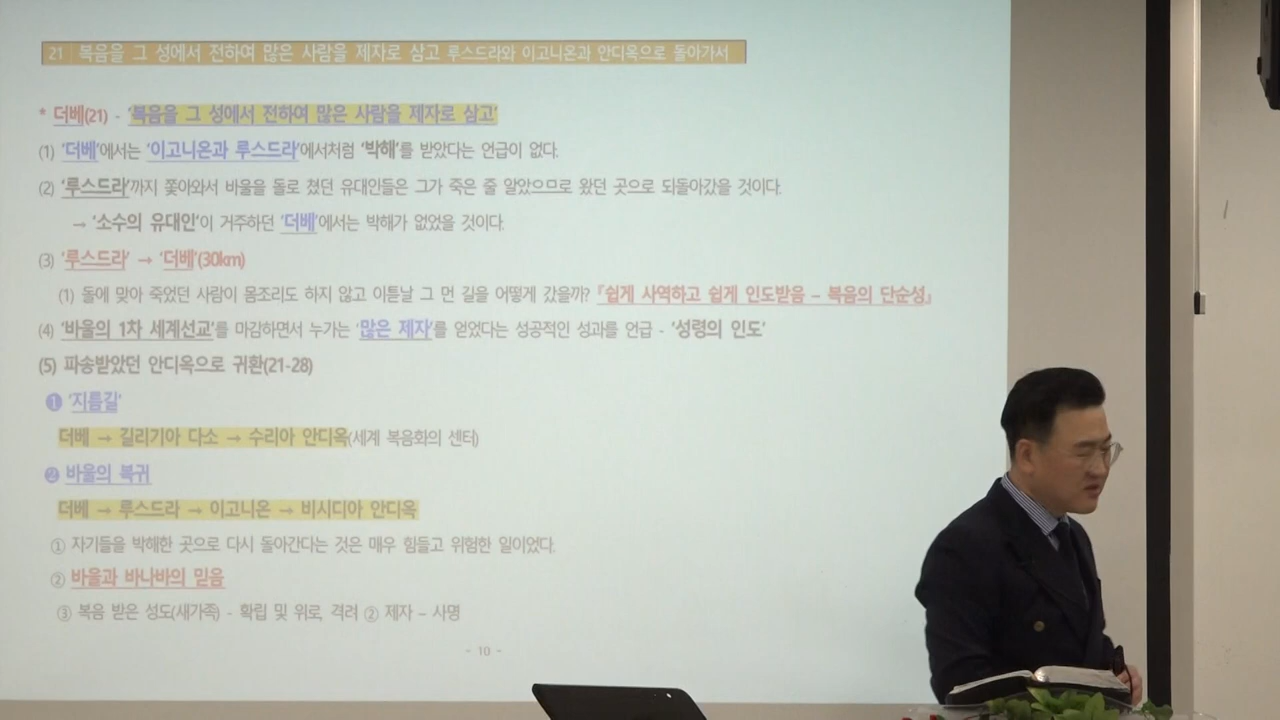 21 복음을 그 성에서 전하여 많은 사람을 제자로 삼고 루스드라와 이고니온과 안디옥으로 돌아가서
* 더베(21) - '복음을 그 성에서 전하여 많은 사람을 제자로 삼고'
(1) '더베'에서는 '이고니온과 루스드라'에서처럼 '박해'를 받았다는 언급이 없다.
(2) '루스드라'까지 쫓아와서 바울을 돌로 쳤던 유대인들은 그가 죽은 줄 알았으므로 왔던 곳으로 되돌아갔을 것이다.
→ '소수의 유대인'이 거주하던 '더베'에서는 박해가 없었을 것이다.
(3) '루스드라' → '더베'(30km)
(1) 돌에 맞아 죽었던 사람이 몸조리도 하지 않고 이튿날 그 먼 길을 어떻게 갔을까? 『쉽게 사역하고 쉽게 인도받음 – 복음의 단순성』
(4) '바울의 1차 세계선교'를 마감하면서 누가는 '많은 제자'를 얻었다는 성공적인 성과를 언급 - '성령의 인도'
(5) 파송받았던 안디옥으로 귀환(21-28)
❶ '지름길'
더베 → 길리기아 다소 → 수리아 안디옥(세계 복음화의 센터)
❷ 바울의 복귀
더베 → 루스드라 → 이고니온 → 비시디아 안디옥
① 자기들을 박해한 곳으로 다시 돌아간다는 것은 매우 힘들고 위험한 일이었다.
② 바울과 바나바의 믿음
③ 복음 받은 성도(새가족) - 확립 및 위로, 격려 ② 제자 – 사명
- 10 -